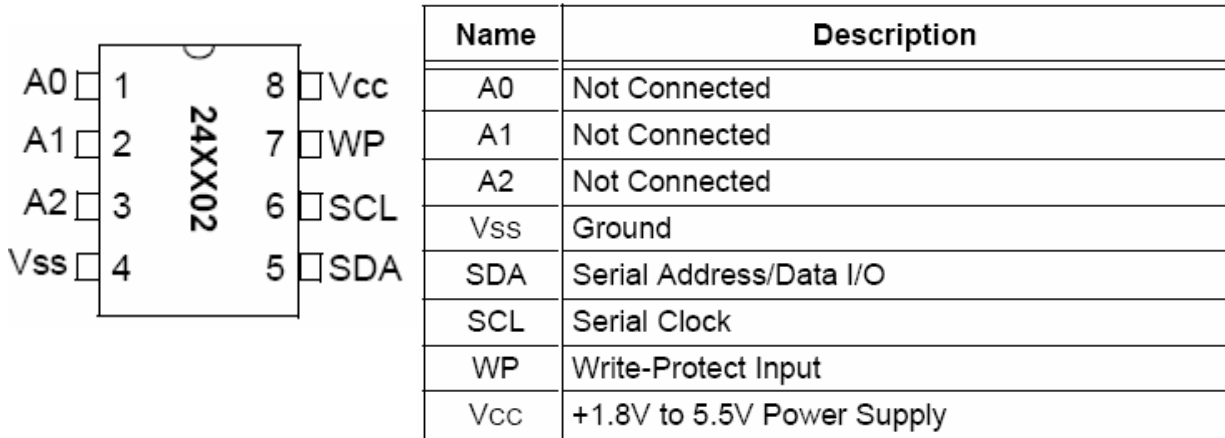 A0 1 8 Vcc
A1 2 7 WP
A2 3 6 SCL
Vss 4 5 SDA
24XX02
Name Description
A0 Not Connected
A1 Not Connected
A2 Not Connected
Vss Ground
SDA Serial Address/Data I/O
SCL Serial Clock
WP Write-Protect Input
Vcc +1.8V to 5.5V Power Supply